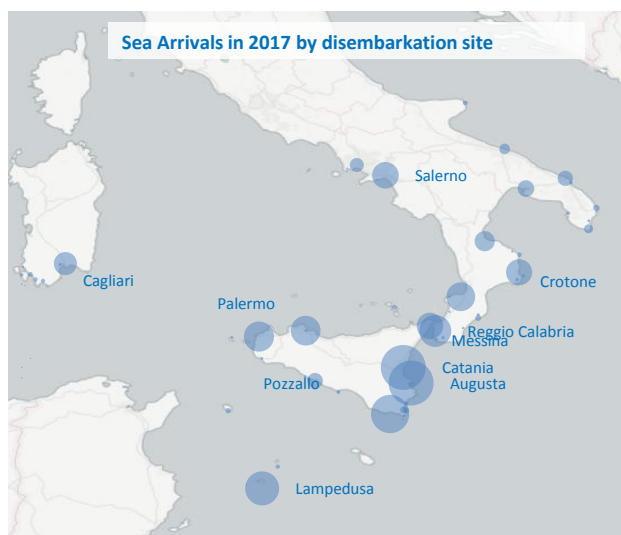 Sea Arrivals in 2017 by disembarkation site
Salerno
Cagliari
Crotone
Palermo
Reggio Calabria
Messina
Catania
Pozzallo
Augusta
Lampedusa